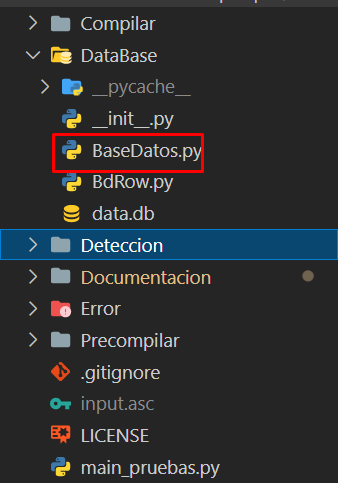 Compilar
DataBase
__pycache__
__init__.py
BaseDatos.py
BdRow.py
data.db
Deteccion
Documentacion
Error
Precompilar
.gitignore
input.asc
LICENSE
main_pruebas.py